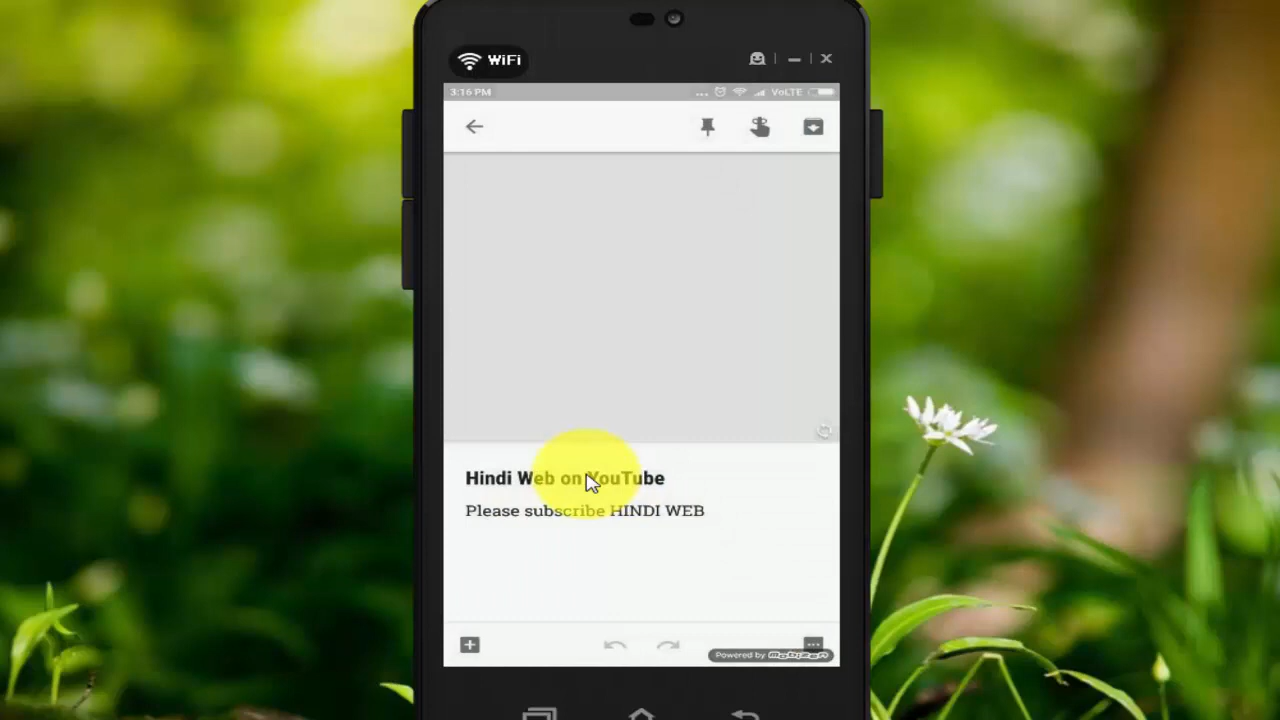 WiFi
3:16 PM
VoLTE
Hindi Web on YouTube
Please subscribe HINDI WEB
Powered by mobizen